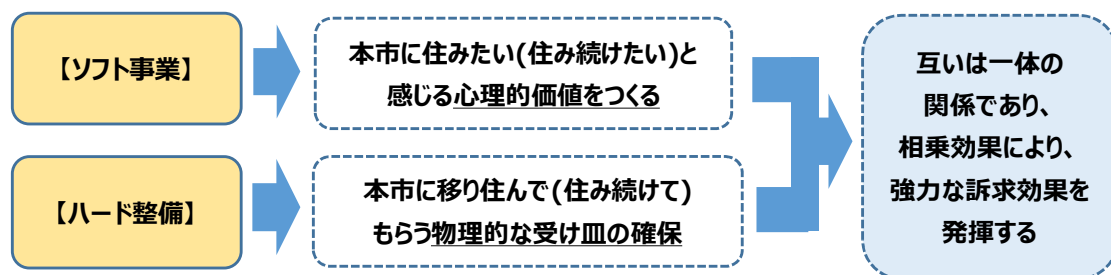 【ソフト事業】
本市に住みたい(住み続けたい)と
感じる心理的価値をつくる
【ハード整備】
本市に移り住んで(住み続けて)
もらう物理的な受け皿の確保
互いは一体の
関係であり、
相乗効果により、
強力な訴求効果を
発揮する